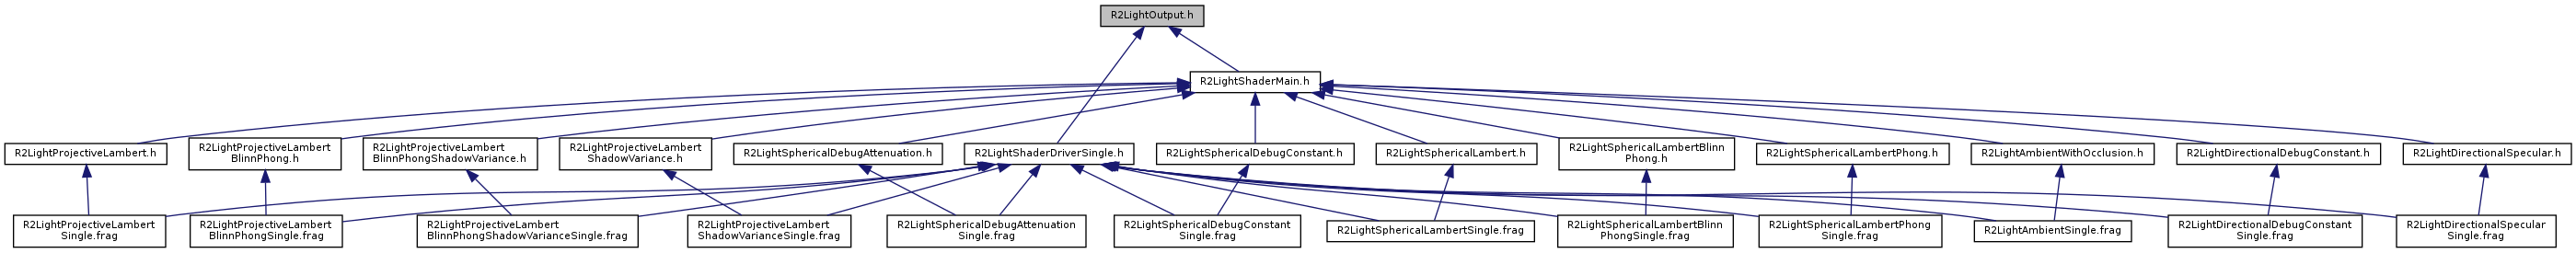 R2LightOutput.h
R2LightShaderMain.h
R2LightProjectiveLambert.h
R2LightProjectiveLambert
BlinnPhong.h
R2LightProjectiveLambert
BlinnPhongShadowVariance.h
R2LightProjectiveLambert
ShadowVariance.h
R2LightSphericalDebugAttenuation.h
R2LightShaderDriverSingle.h
R2LightSphericalDebugConstant.h
R2LightSphericalLambert.h
R2LightSphericalLambertBlinn
Phong.h
R2LightSphericalLambertPhong.h
R2LightAmbientWithOcclusion.h
R2LightDirectionalDebugConstant.h
R2LightDirectionalSpecular.h
R2LightProjectiveLambert
Single.frag
R2LightProjectiveLambert
BlinnPhongSingle.frag
R2LightProjectiveLambert
BlinnPhongShadowVarianceSingle.frag
R2LightProjectiveLambert
ShadowVarianceSingle.frag
R2LightSphericalDebugAttenuation
Single.frag
R2LightSphericalDebugConstant
Single.frag
R2LightSphericalLambertSingle.frag
R2LightSphericalLambertBlinn
PhongSingle.frag
R2LightSphericalLambertPhong
Single.frag
R2LightAmbientSingle.frag
R2LightDirectionalDebugConstant
Single.frag
R2LightDirectionalSpecular
Single.frag